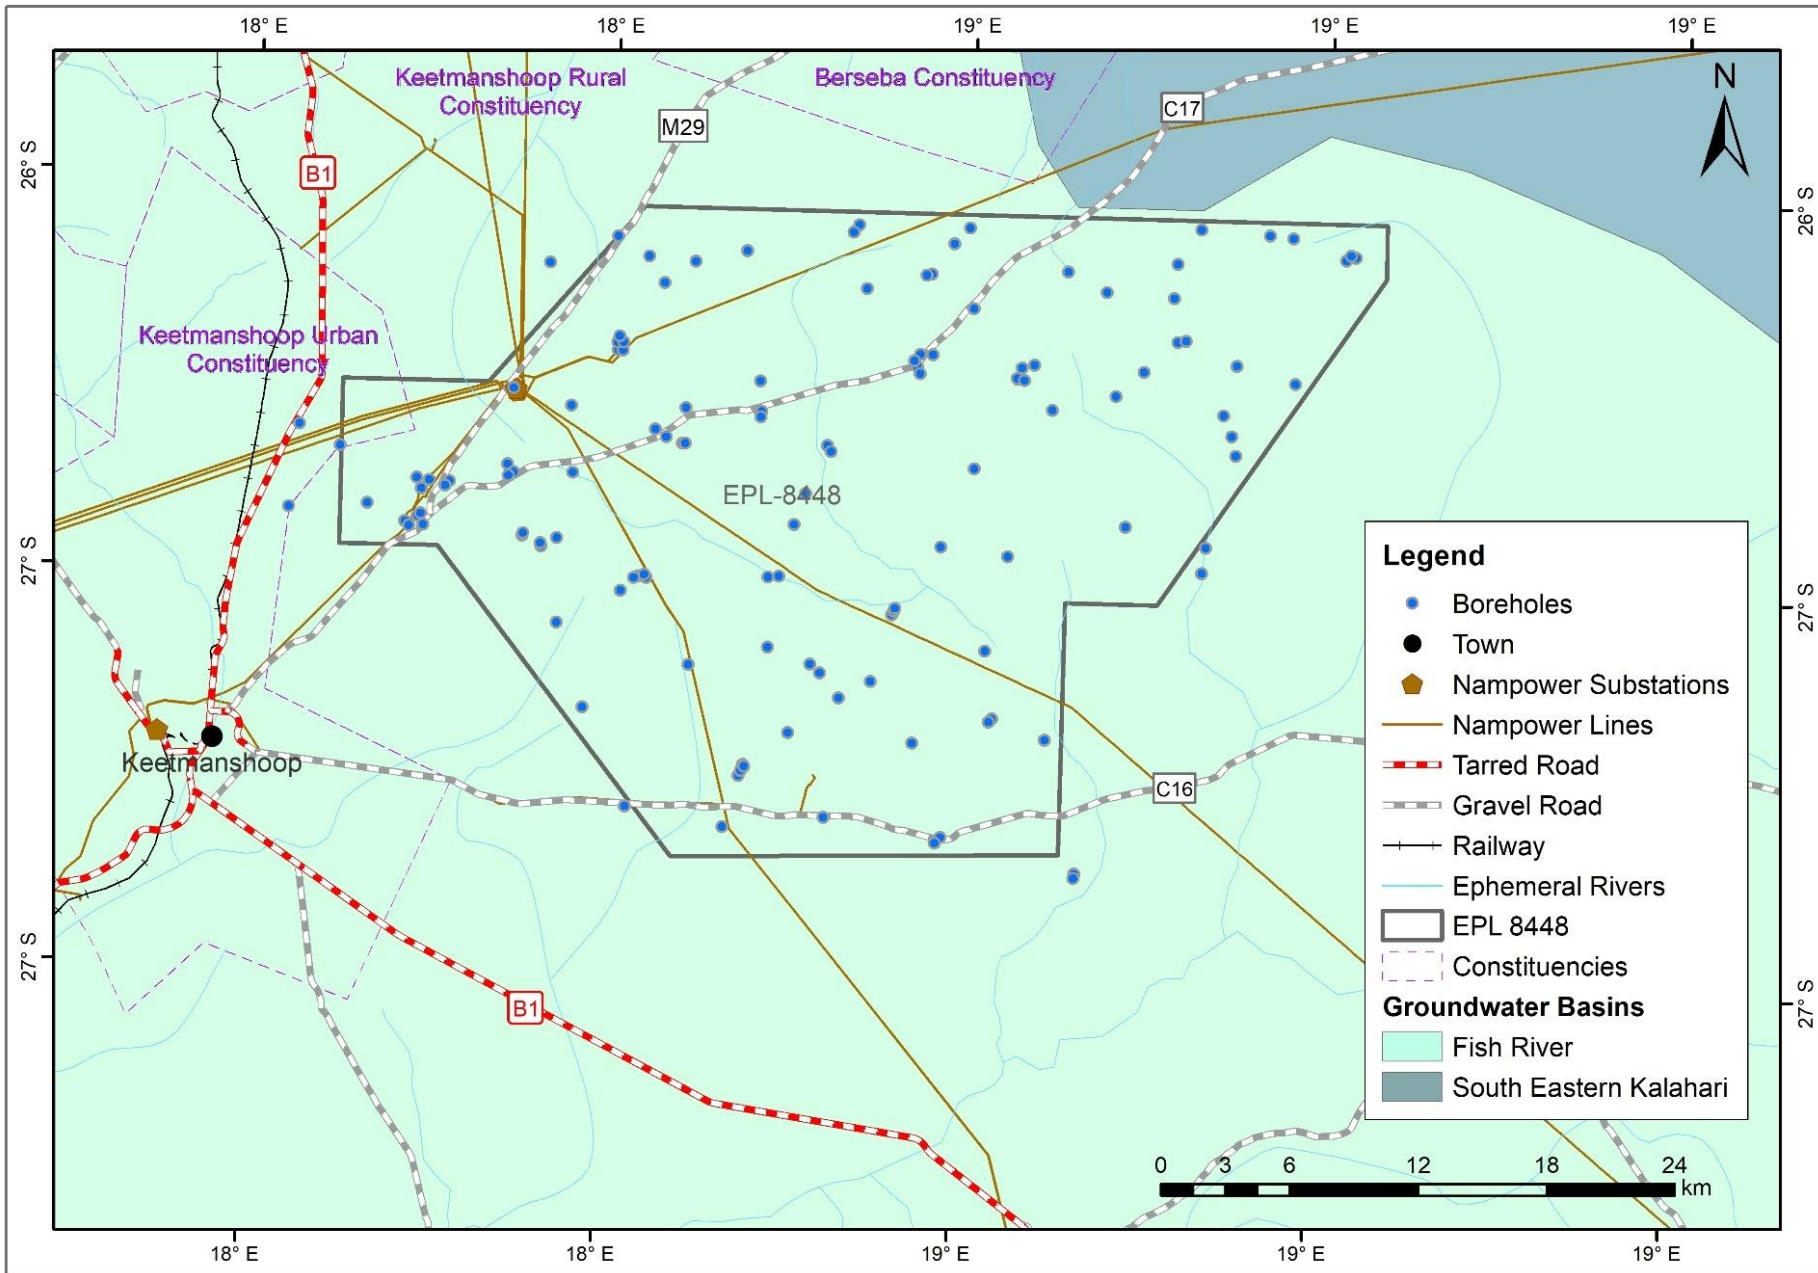 18° E 18° E 19° E 19° E 19° E
Keetmanshoop Rural
Constituency
Berseba Constituency
N
M29
C17
B1
26° S
26° S
Keetmanshoop Urban
Constituency
EPL-8448
27° S
27° S
Legend
Boreholes
Town
Nampower Substations
Nampower Lines
Tarred Road
Gravel Road
Railway
Ephemeral Rivers
EPL 8448
Constituencies
Groundwater Basins
Fish River
South Eastern Kalahari
Keetmanshoop
C16
27° S
27° S
B1
0 3 6 12 18 24
km
18° E 18° E 19° E 19° E 19° E